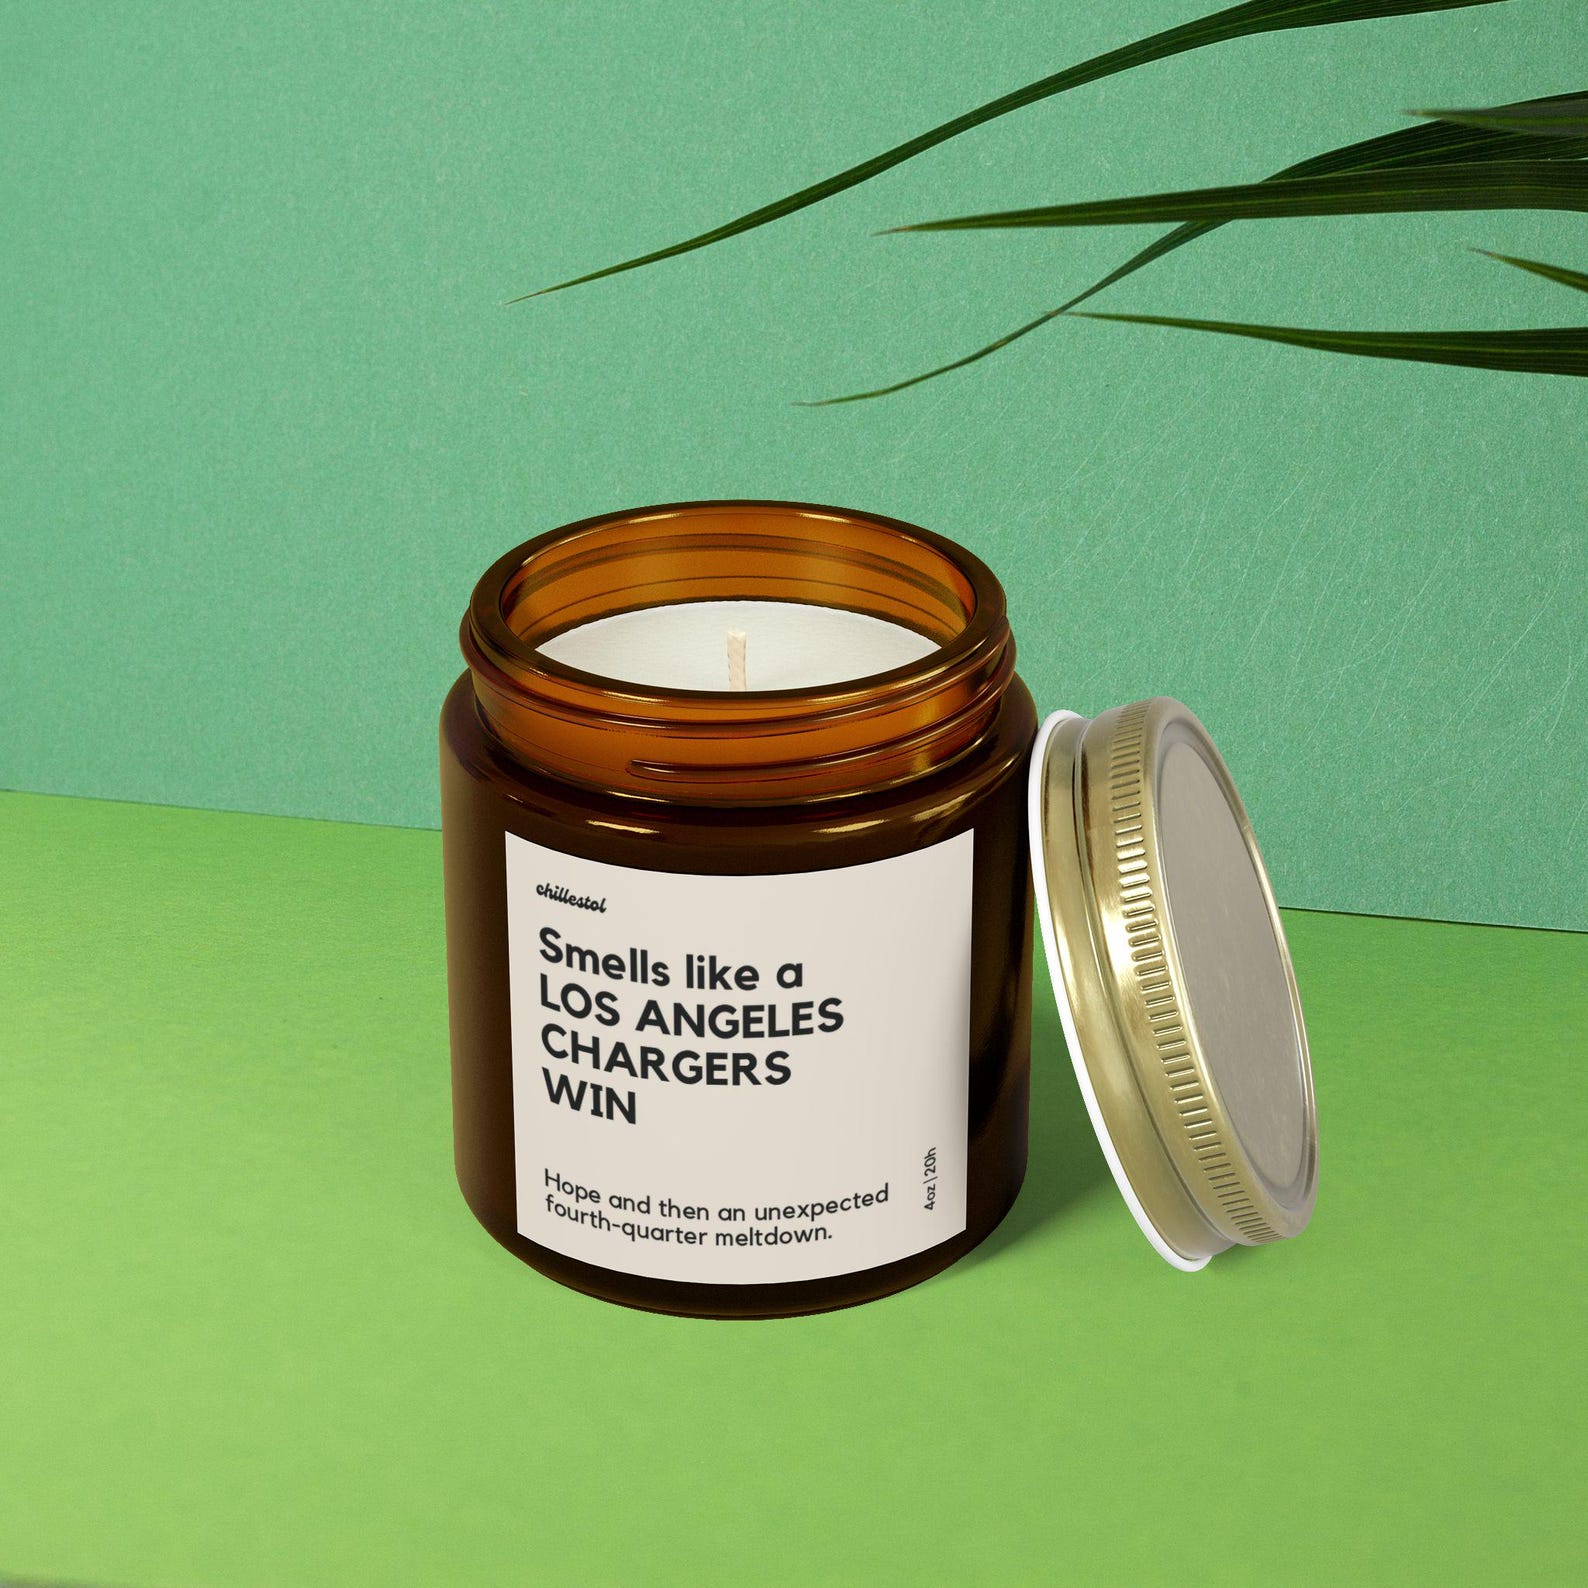 chillestol
Smells like a
LOS ANGELES
CHARGERS
WIN
Hope and then an unexpected
fourth-quarter meltdown.
4oz | 20h